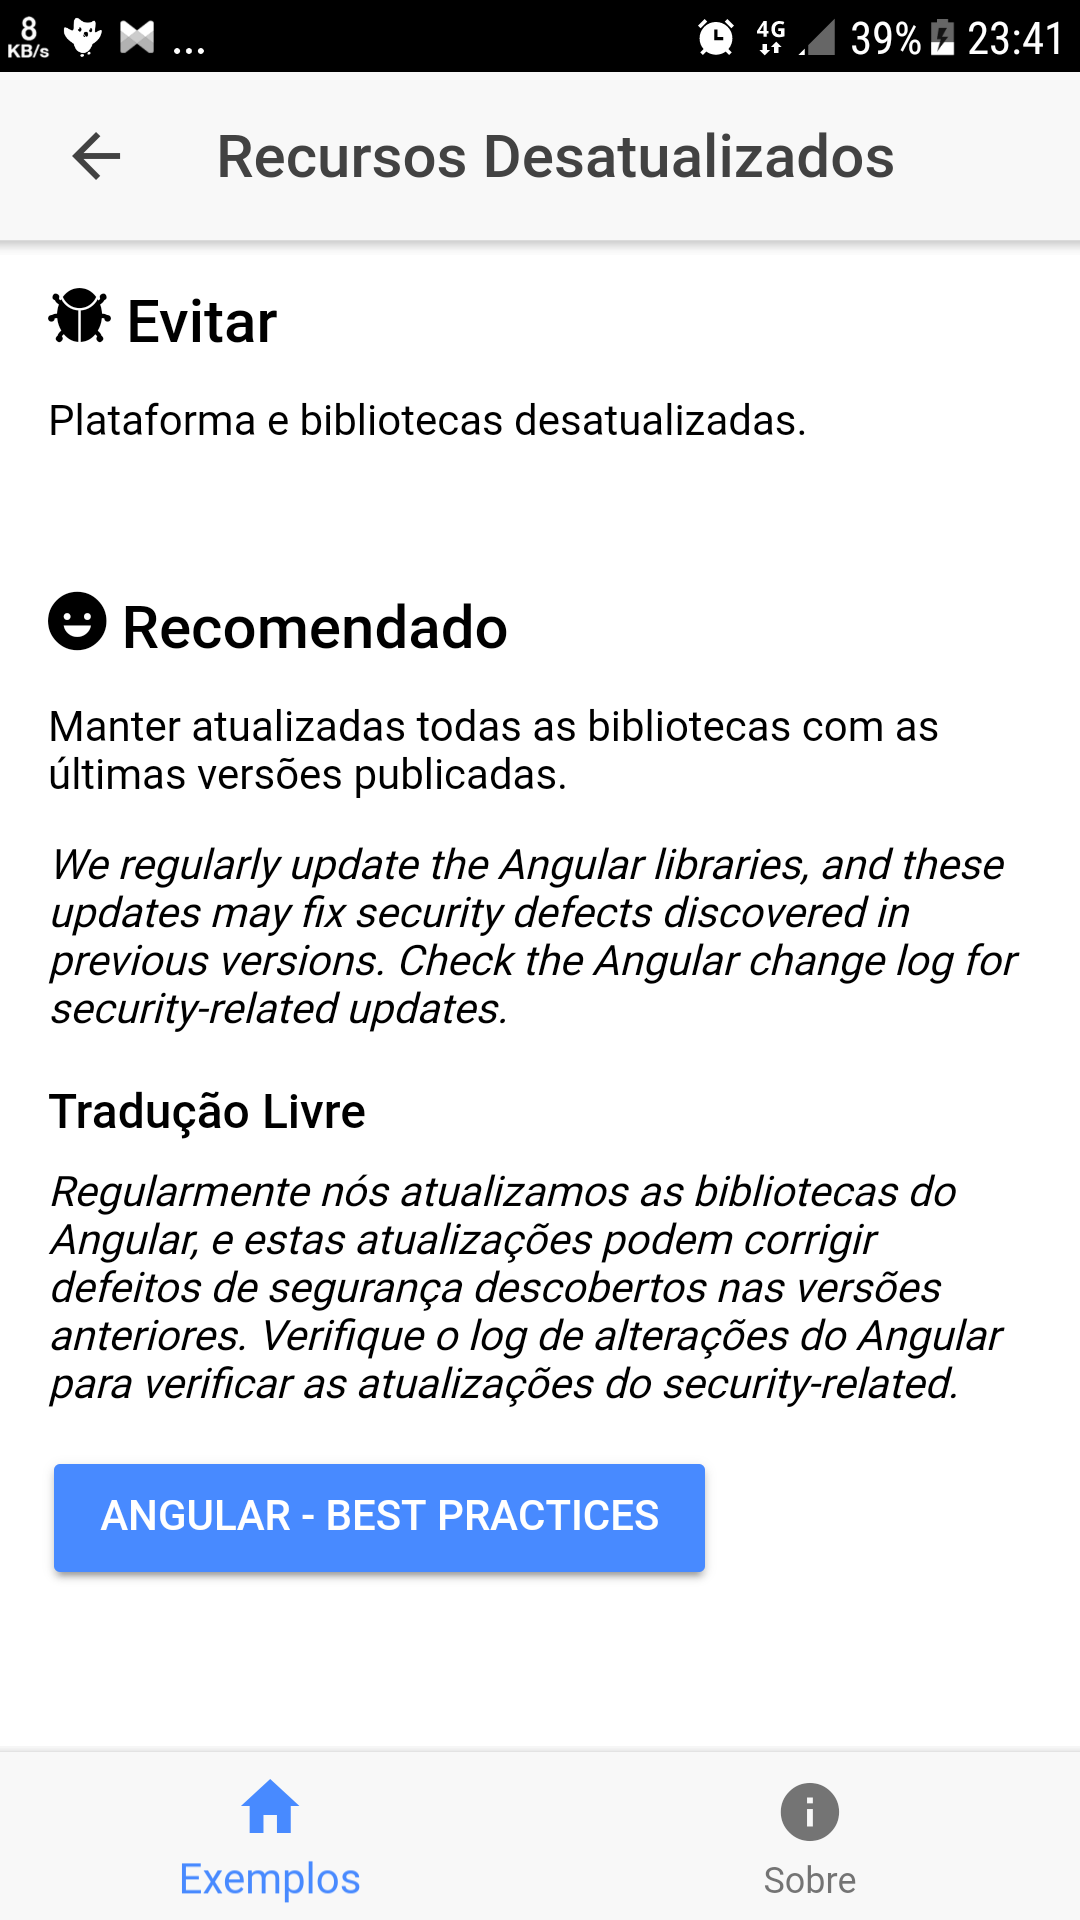 8
KB/s
...
4G
39%
23:41
Recursos Desatualizados
Evitar
Plataforma e bibliotecas desatualizadas.
Recomendado
Manter atualizadas todas as bibliotecas com as
últimas versões publicadas.
We regularly update the Angular libraries, and these
updates may fix security defects discovered in
previous versions. Check the Angular change log for
security-related updates.
Tradução Livre
Regularmente nós atualizamos as bibliotecas do
Angular, e estas atualizações podem corrigir
defeitos de segurança descobertos nas versões
anteriores. Verifique o log de alterações do Angular
para verificar as atualizações do security-related.
ANGULAR - BEST PRACTICES
Exemplos
Sobre